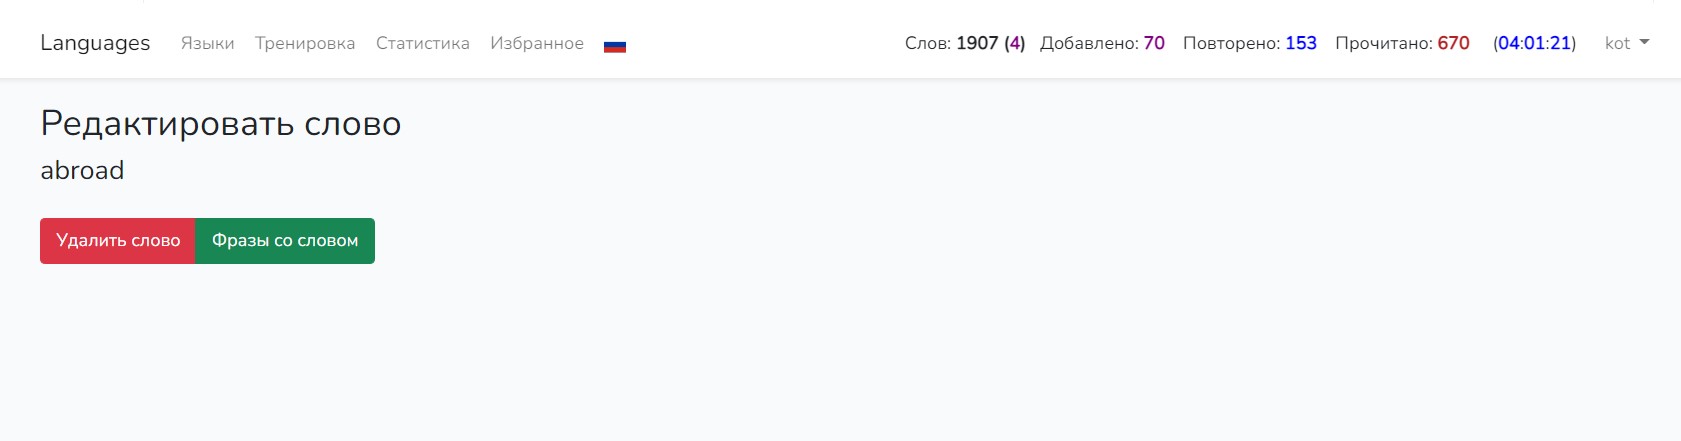 Languages Языки Тренировка Статистика Избранное Слов: 1907 (4) Добавлено: 70 Повторено: 153 Прочитано: 670 (04:01:21) kot
Редактировать слово
abroad
Удалить слово Фразы со словом